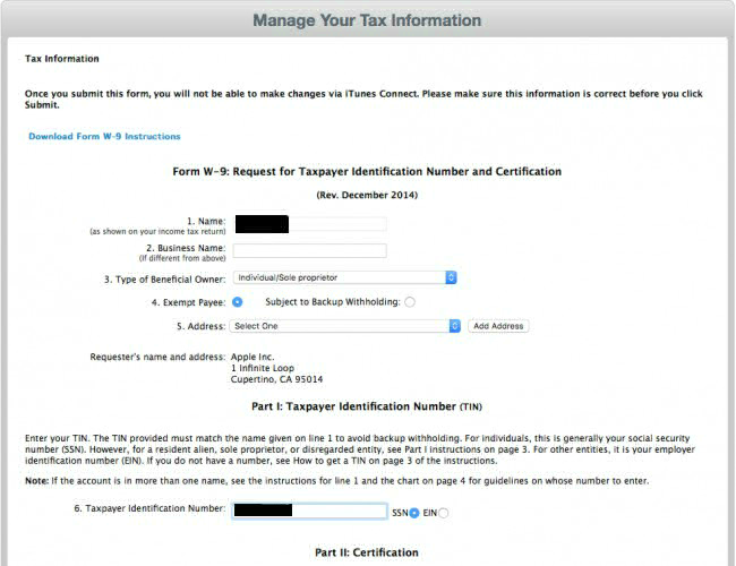 Manage Your Tax Information
Tax Information
Once you submit this form, you will not be able to make changes via iTunes Connect. Please make sure this information is correct before you click
Submit.
Download Form W-9 Instructions
Form W-9: Request for Taxpayer Identification Number and Certification
(Rev. December 2014)
1. Name:
(as shown on your income tax return)
2. Business Name:
(If different from above)
3. Type of Beneficial Owner: Individual/Sole proprietor
4. Exempt Payee: Subject to Backup Withholding:
5. Address: Select One Add Address
Requester's name and address: Apple Inc.
1 Infinite Loop
Cupertino, CA 95014
Part I: Taxpayer Identification Number (TIN)
Enter your TIN. The TIN provided must match the name given on line 1 to avoid backup withholding. For individuals, this is generally your social security
number (SSN). However, for a resident alien, sole proprietor, or disregarded entity, see Part I instructions on page 3. For other entities, it is your employer
identification number (EIN). If you do not have a number, see How to get a TIN on page 3 of the instructions.
Note: If the account is in more than one name, see the instructions for line 1 and the chart on page 4 for guidelines on whose number to enter.
6. Taxpayer Identification Number: SSN EIN
Part II: Certification